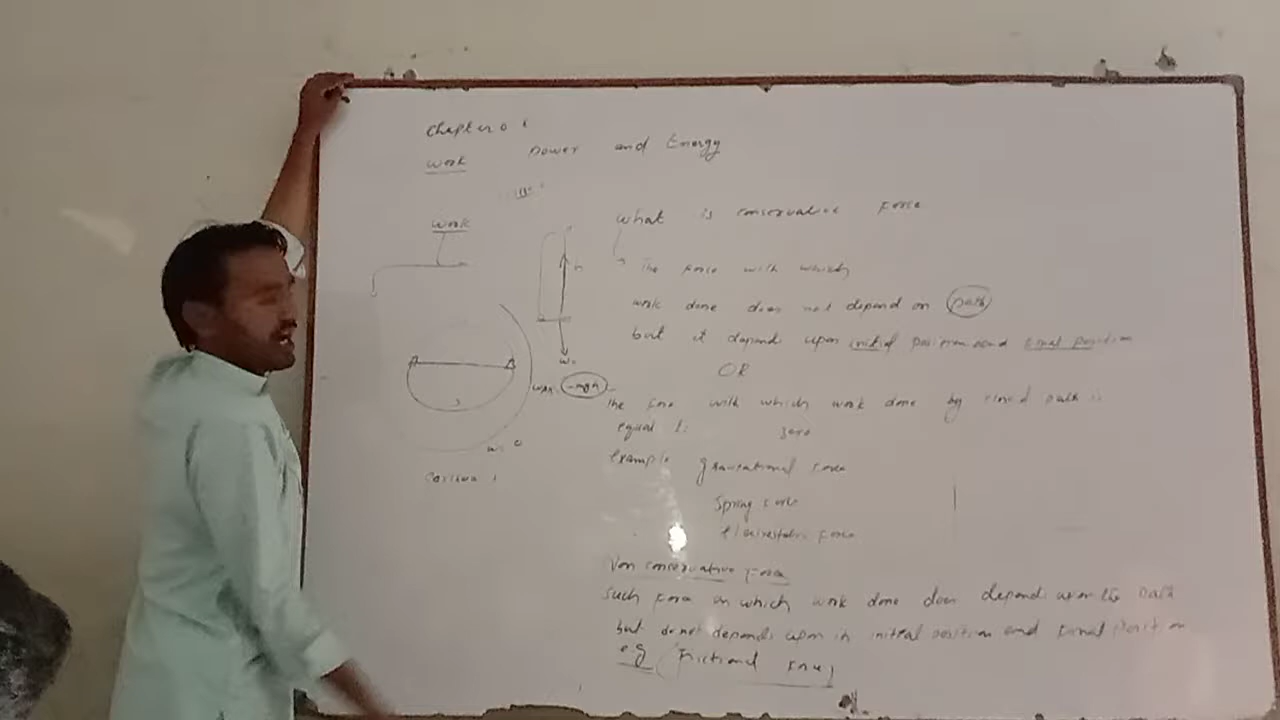 Chapter 0
Work power and Energy
Work
h
W
-mgh
w = 0
What is conservative Force
The force with which
work done does not depend on path
but it depends upon initial position and final position
OR
the force with which work done by closed path is
equal to zero
Example gravitational force
Spring force
Electrostatic Force
Non conservative Force
Such force in which work done does depends upon the path
but do not depends upon in initial position and final position
e.g Frictional Force